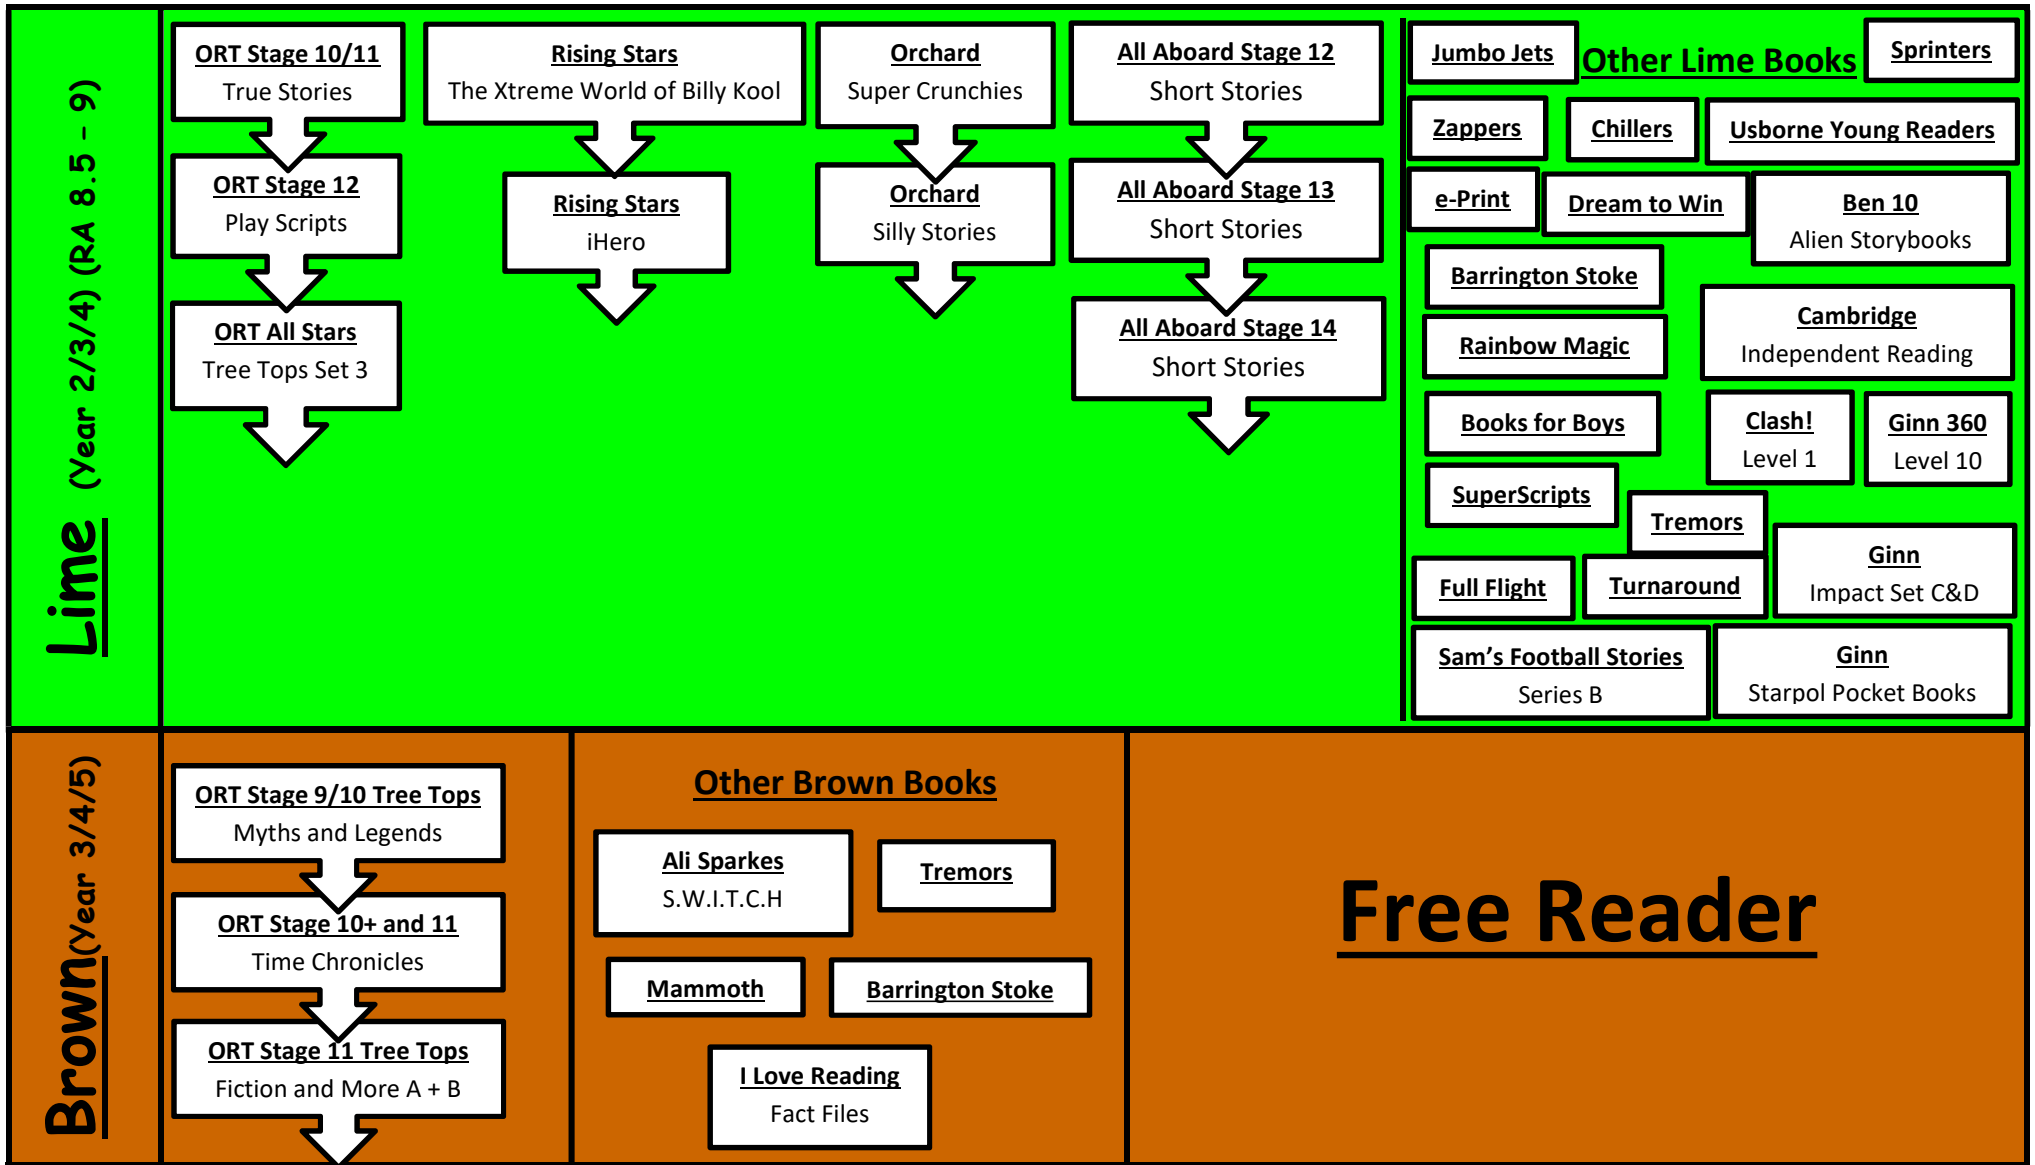 Lime (Year 2/3/4) (RA 8.5 – 9)
ORT Stage 10/11
True Stories
ORT Stage 12
Play Scripts
ORT All Stars
Tree Tops Set 3
Rising Stars
The Xtreme World of Billy Kool
Rising Stars
iHero
Orchard
Super Crunchies
Orchard
Silly Stories
All Aboard Stage 12
Short Stories
All Aboard Stage 13
Short Stories
All Aboard Stage 14
Short Stories
Other Lime Books
Jumbo Jets
Sprinters
Zappers
Chillers
Usborne Young Readers
e-Print
Dream to Win
Ben 10
Alien Storybooks
Barrington Stoke
Cambridge
Independent Reading
Rainbow Magic
Books for Boys
Clash!
Level 1
Ginn 360
Level 10
SuperScripts
Tremors
Ginn
Impact Set C&D
Full Flight
Turnaround
Sam’s Football Stories
Series B
Ginn
Starpol Pocket Books
Brown(Year 3/4/5)
ORT Stage 9/10 Tree Tops
Myths and Legends
ORT Stage 10+ and 11
Time Chronicles
ORT Stage 11 Tree Tops
Fiction and More A + B
Other Brown Books
Ali Sparkes
S.W.I.T.C.H
Tremors
Mammoth
Barrington Stoke
I Love Reading
Fact Files
Free Reader